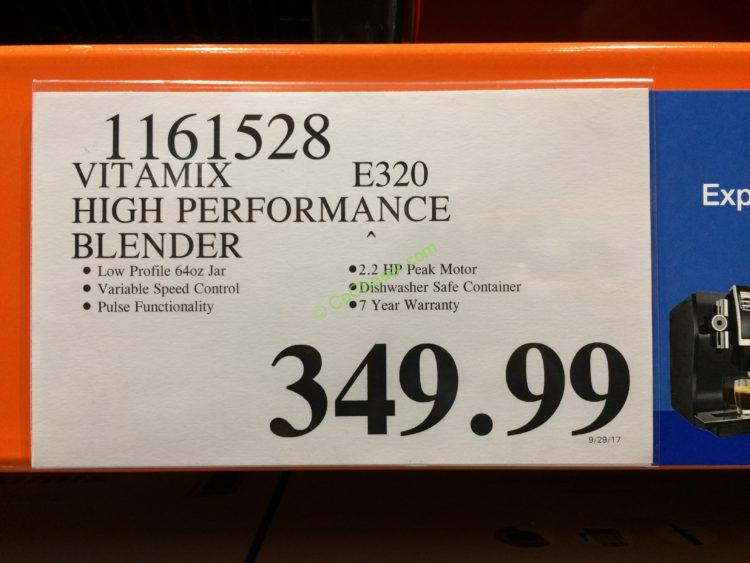 1161528
VITAMIX E320
HIGH PERFORMANCE
BLENDER ^
• Low Profile 64oz Jar
• Variable Speed Control
• Pulse Functionality
• 2.2 HP Peak Motor
• Dishwasher Safe Container
• 7 Year Warranty
349.99
9/29/17
Exp